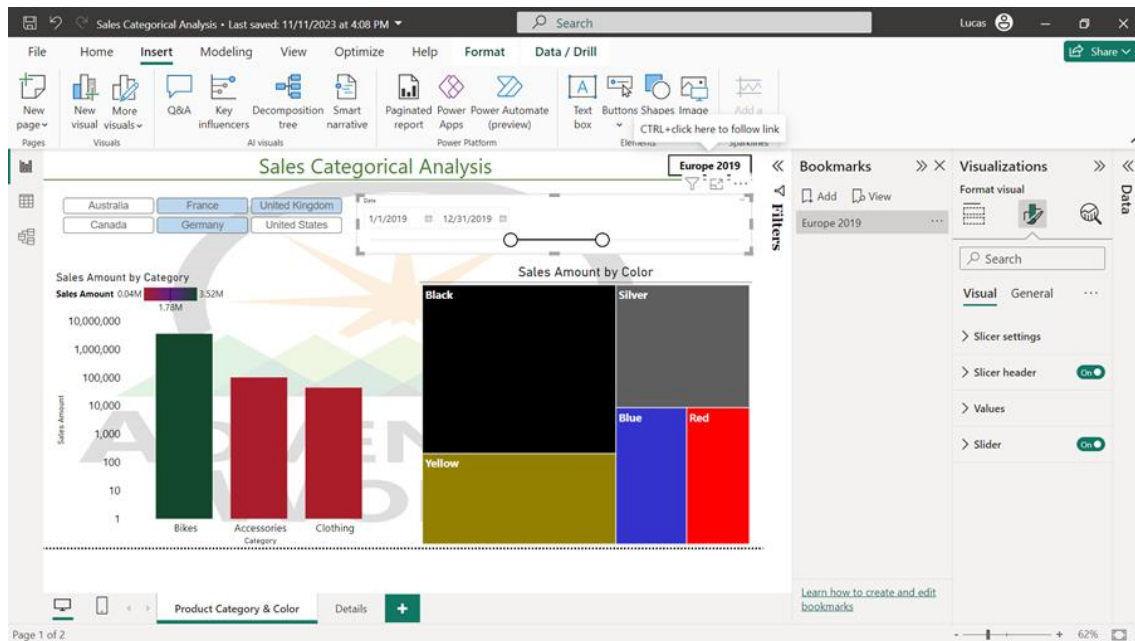 Sales Categorical Analysis • Last saved: 11/11/2023 at 4:08 PM
Search
Lucas
File Home Insert Modeling View Optimize Help Format Data / Drill
Share
New page
New visual
More visuals
Q&A
Key influencers
Decomposition tree
Smart narrative
Paginated report
Power Apps
Power Automate (preview)
Text box
Buttons
Shapes
Image
Add a
Pages
Visuals
AI visuals
Power Platform
Elements
Sparklines
CTRL+click here to follow link
Sales Categorical Analysis
Europe 2019
Australia France United Kingdom
Canada Germany United States
Date
1/1/2019 12/31/2019
Filters
Sales Amount by Category
Sales Amount 0.04M 3.52M
1.78M
10,000,000
1,000,000
100,000
10,000
1,000
100
10
1
Sales Amount
Bikes Accessories Clothing
Category
Sales Amount by Color
Black
Silver
Yellow
Blue
Red
Bookmarks
Add View
Europe 2019
Learn how to create and edit
bookmarks
Visualizations
Format visual
Search
Visual General
Slicer settings
Slicer header On
Values
Slider On
Data
Product Category & Color Details
Page 1 of 2
62%